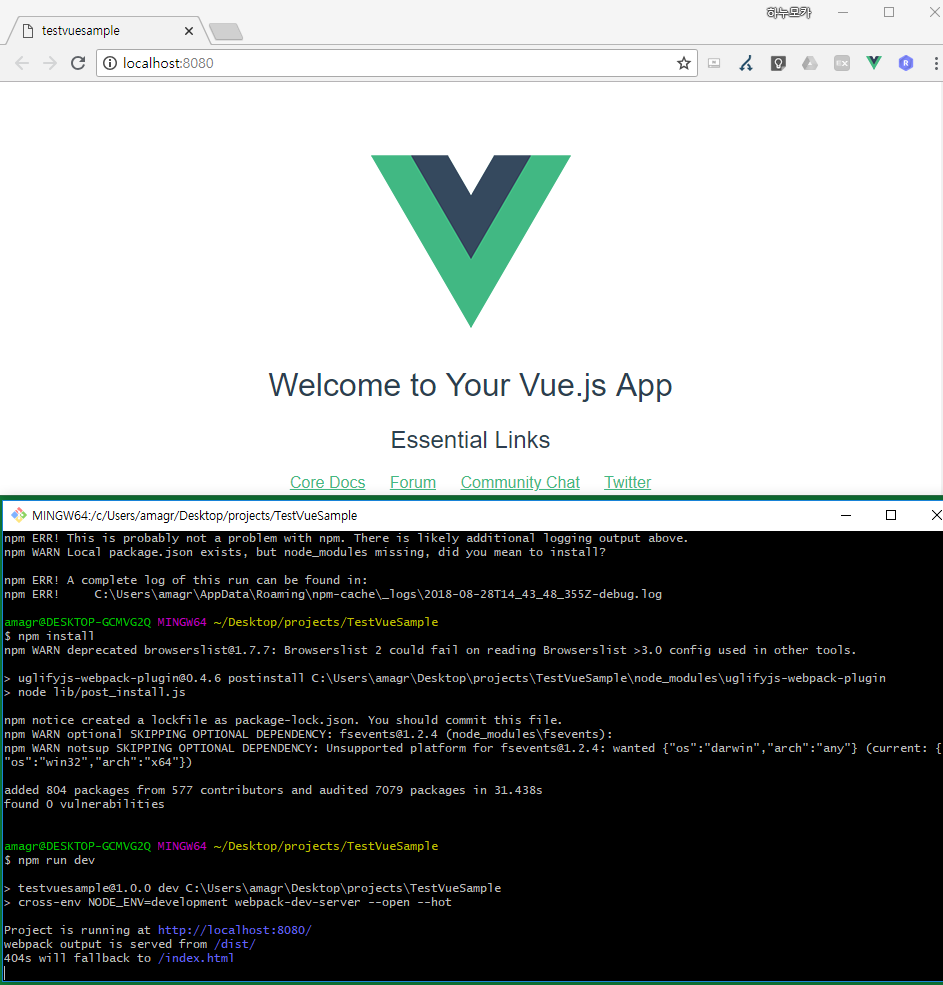 하누모카
testvuesample
localhost:8080
Welcome to Your Vue.js App
Essential Links
Core Docs Forum Community Chat Twitter
MINGW64:/c/Users/amagr/Desktop/projects/TestVueSample
npm ERR! This is probably not a problem with npm. There is likely additional logging output above.
npm WARN Local package.json exists, but node_modules missing, did you mean to install?
npm ERR! A complete log of this run can be found in:
npm ERR!     C:\Users\amagr\AppData\Roaming\npm-cache\_logs\2018-08-28T14_43_48_355Z-debug.log
amagr@DESKTOP-GCMVG2Q MINGW64 ~/Desktop/projects/TestVueSample
$ npm install
npm WARN deprecated browserslist@1.7.7: Browserslist 2 could fail on reading Browserslist >3.0 config used in other tools.
> uglifyjs-webpack-plugin@0.4.6 postinstall C:\Users\amagr\Desktop\projects\TestVueSample\node_modules\uglifyjs-webpack-plugin
> node lib/post_install.js
npm notice created a lockfile as package-lock.json. You should commit this file.
npm WARN optional SKIPPING OPTIONAL DEPENDENCY: fsevents@1.2.4 (node_modules\fsevents):
npm WARN notsup SKIPPING OPTIONAL DEPENDENCY: Unsupported platform for fsevents@1.2.4: wanted {"os":"darwin","arch":"any"} (current: {
"os":"win32","arch":"x64"})
added 804 packages from 577 contributors and audited 7079 packages in 31.438s
found 0 vulnerabilities
amagr@DESKTOP-GCMVG2Q MINGW64 ~/Desktop/projects/TestVueSample
$ npm run dev
> testvuesample@1.0.0 dev C:\Users\amagr\Desktop\projects\TestVueSample
> cross-env NODE_ENV=development webpack-dev-server --open --hot
Project is running at http://localhost:8080/
webpack output is served from /dist/
404s will fallback to /index.html